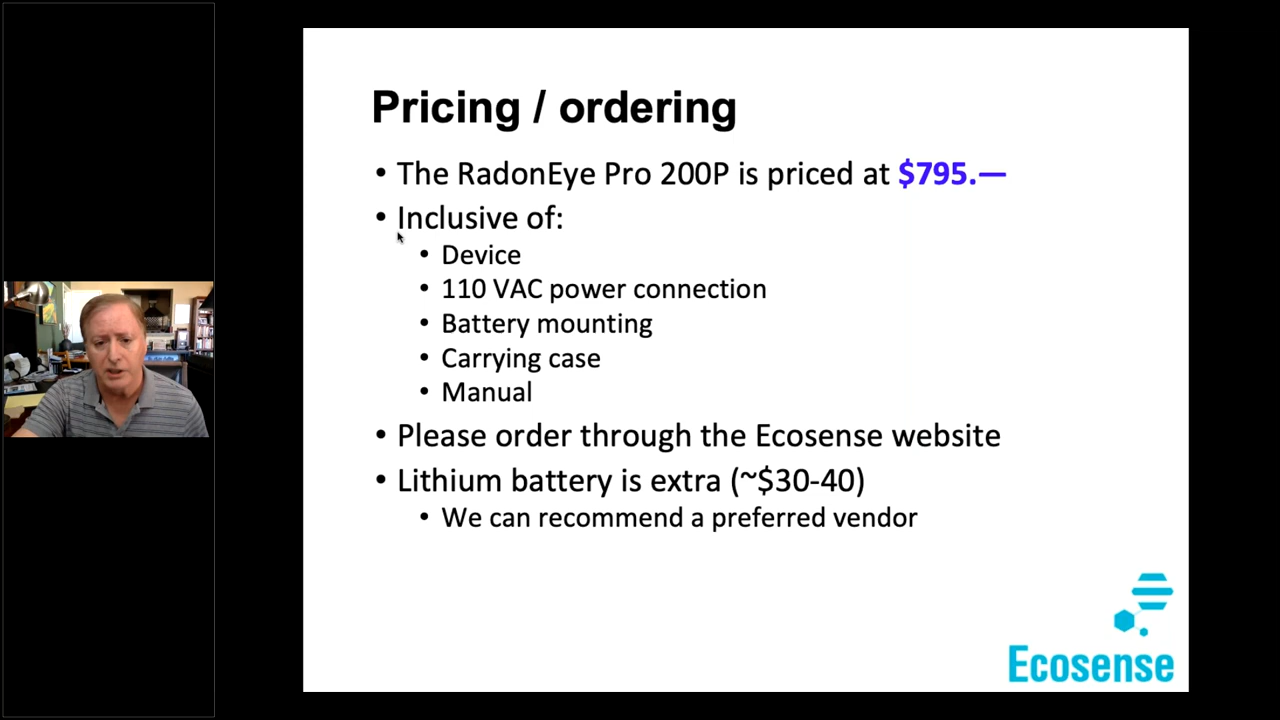 Pricing / ordering
• The RadonEye Pro 200P is priced at $795.—
• Inclusive of:
• Device
• 110 VAC power connection
• Battery mounting
• Carrying case
• Manual
• Please order through the Ecosense website
• Lithium battery is extra (~$30-40)
• We can recommend a preferred vendor
Ecosense